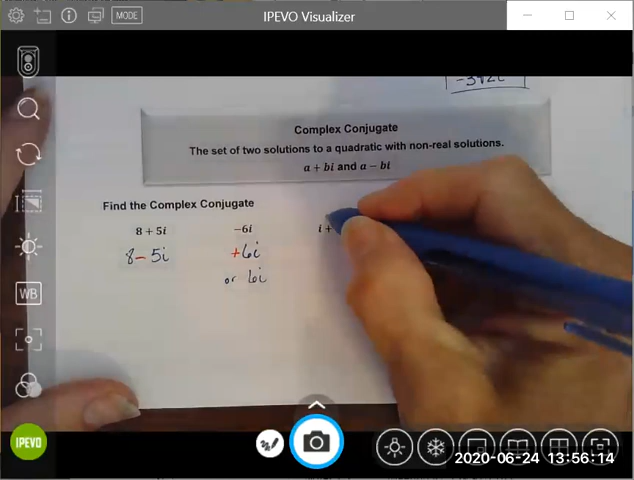 IPEVO Visualizer
MODE
Complex Conjugate
The set of two solutions to a quadratic with non-real solutions.
a + bi and a − bi
Find the Complex Conjugate
8 + 5i
−6i
i +
8 − 5i
+6i
or 6i
WB
IPEVO
2020-06-24 13:56:14